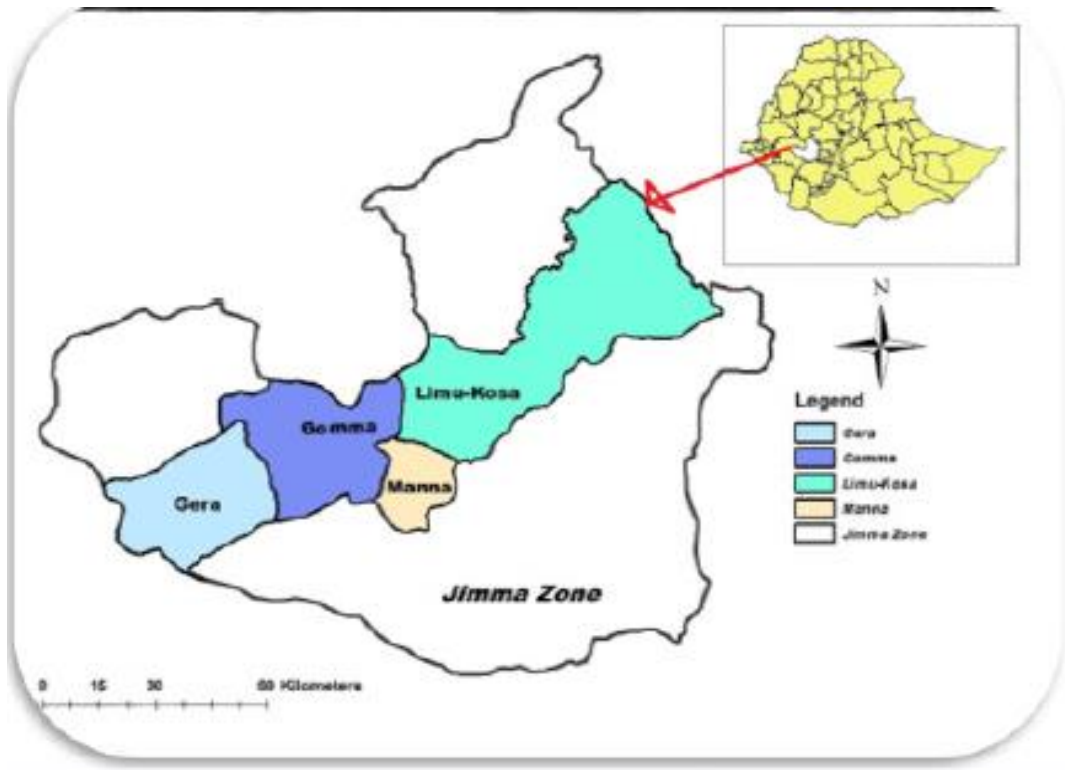 N
Limu-Kosa
Gomma
Manna
Gera
Jimma Zone
Legend
Gera
Gomma
Limu-Kosa
Manna
Jimma Zone
0 15 30 60 Kilometers